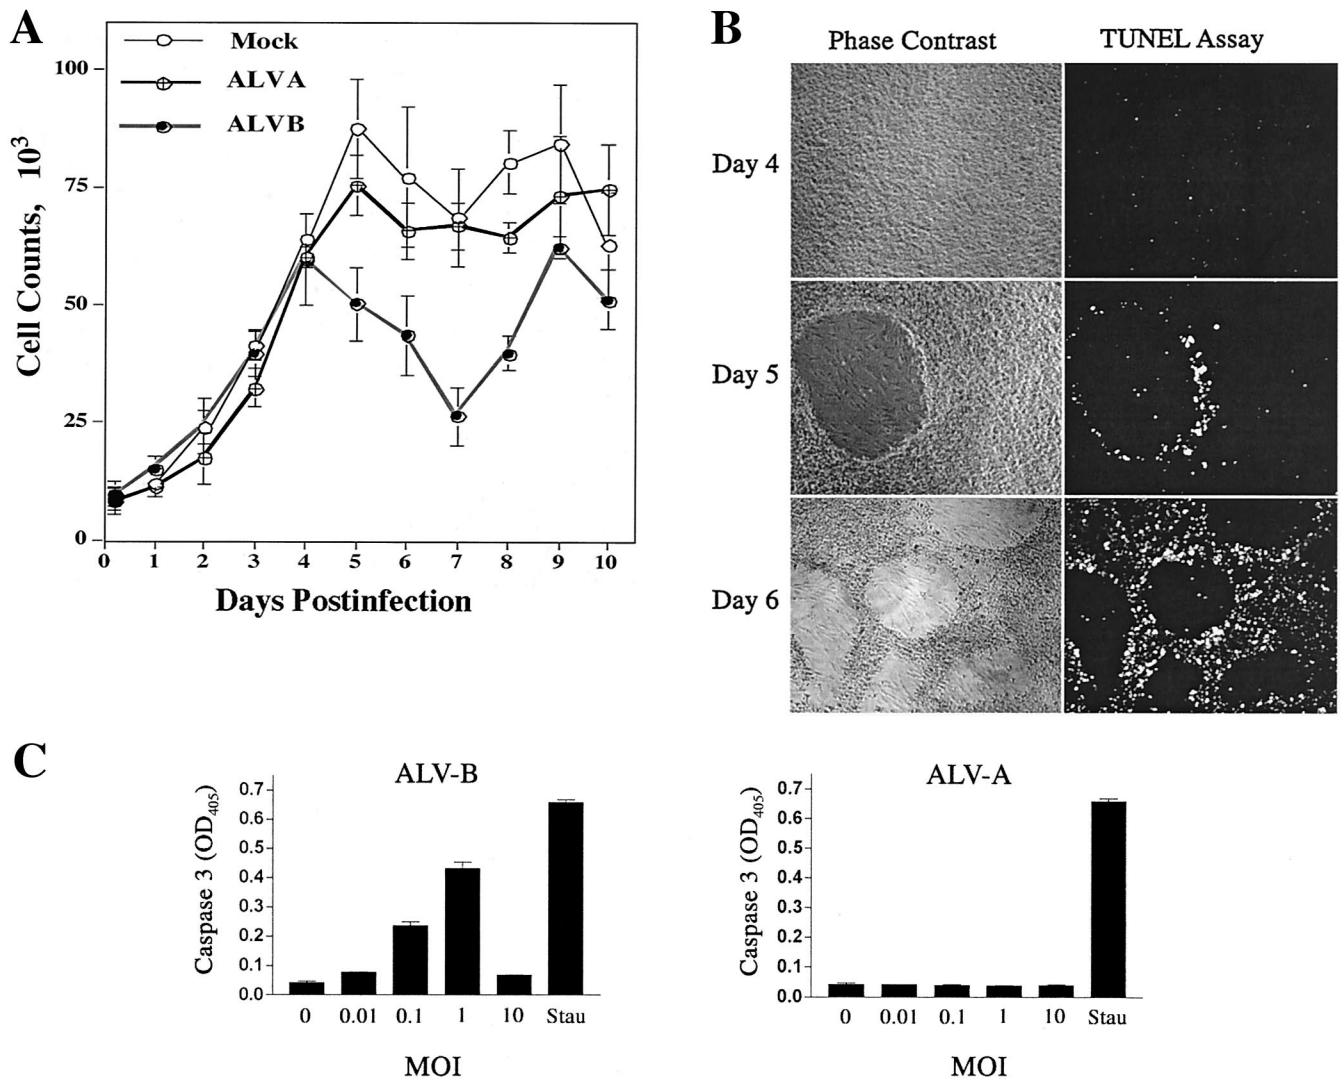 A
Mock
ALVA
ALVB
100
75
50
25
0
Cell Counts, 10³
0 1 2 3 4 5 6 7 8 9 10
Days Postinfection
B
Phase Contrast TUNEL Assay
Day 4
Day 5
Day 6
C
ALV-B
0.7
0.6
0.5
0.4
0.3
0.2
0.1
0.0
Caspase 3 (OD₄₀₅)
0 0.01 0.1 1 10 Stau
MOI
ALV-A
0.7
0.6
0.5
0.4
0.3
0.2
0.1
0.0
Caspase 3 (OD₄₀₅)
0 0.01 0.1 1 10 Stau
MOI